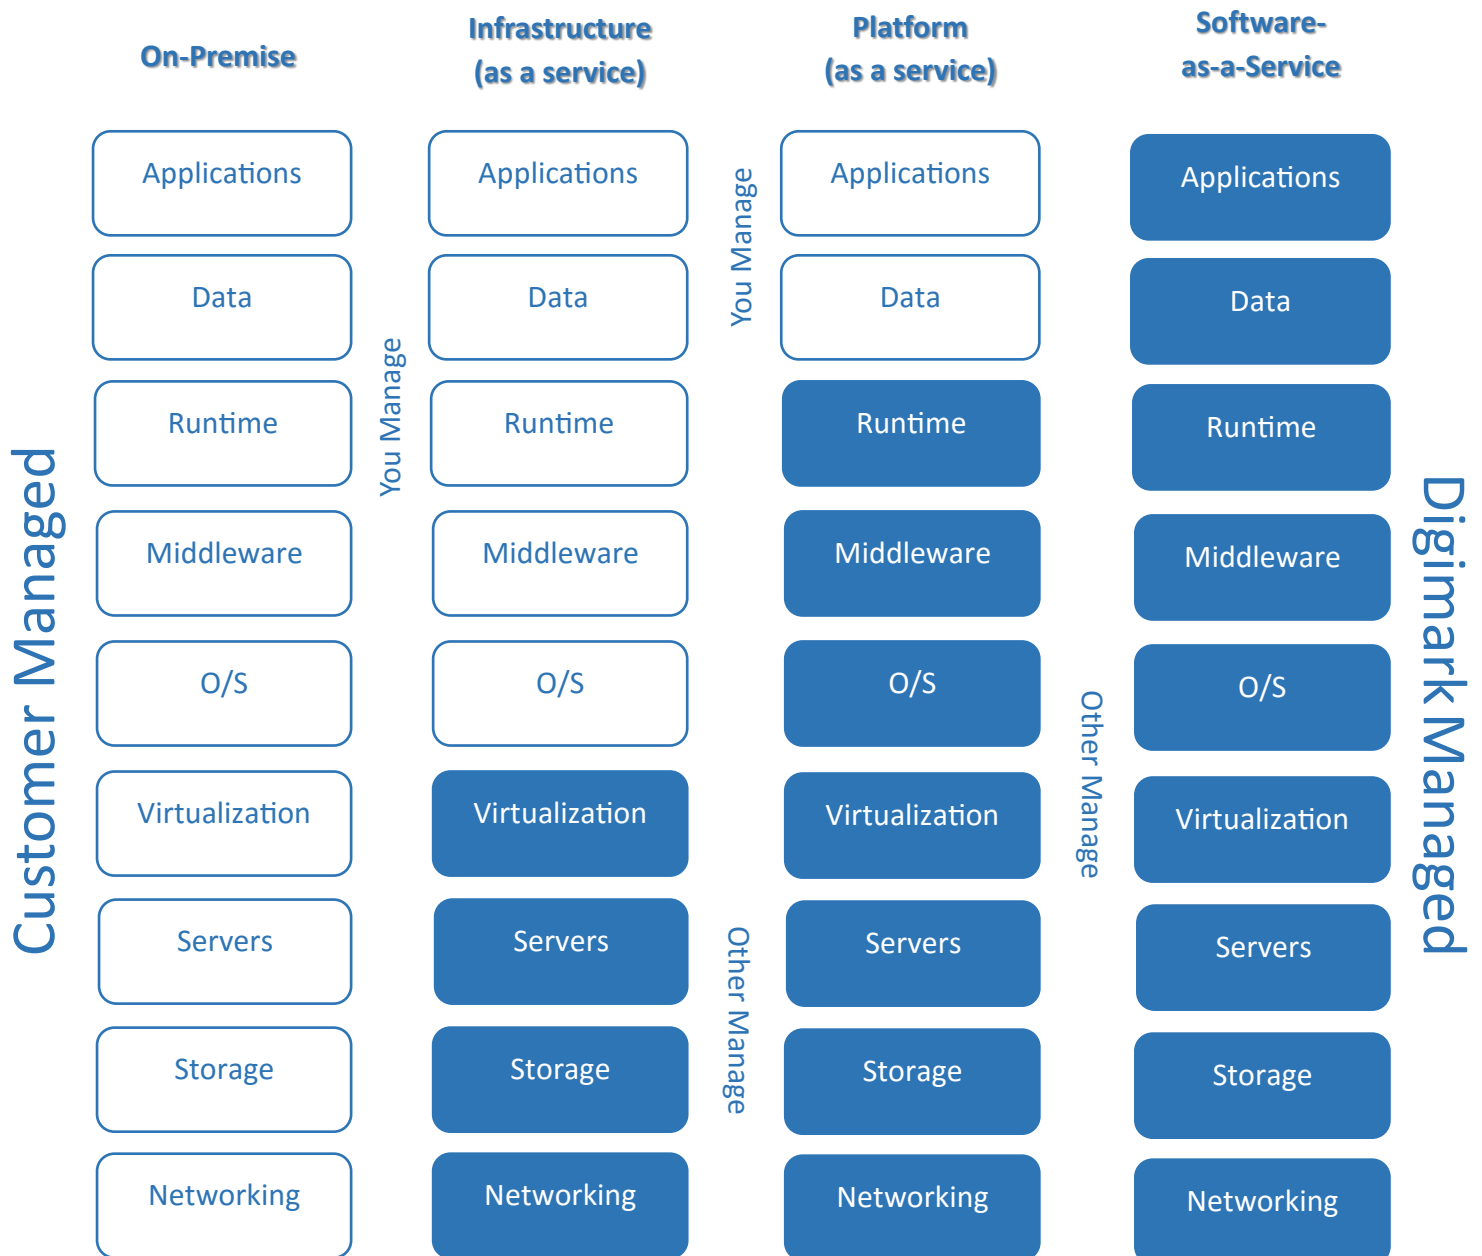 On-Premise
Infrastructure
(as a service)
Platform
(as a service)
Software-
as-a-Service
Customer Managed
Applications
Data
Runtime
Middleware
O/S
Virtualization
Servers
Storage
Networking
You Manage
Applications
Data
Runtime
Middleware
O/S
Virtualization
Servers
Storage
Networking
You Manage
Other Manage
Applications
Data
Runtime
Middleware
O/S
Virtualization
Servers
Storage
Networking
Other Manage
Applications
Data
Runtime
Middleware
O/S
Virtualization
Servers
Storage
Networking
Digimark Managed